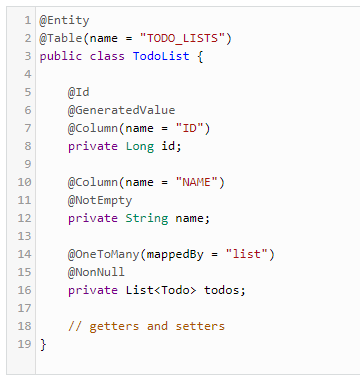 1 @Entity
2 @Table(name = "TODO_LISTS")
3 public class TodoList {
4
5     @Id
6     @GeneratedValue
7     @Column(name = "ID")
8     private Long id;
9
10     @Column(name = "NAME")
11     @NotEmpty
12     private String name;
13
14     @OneToMany(mappedBy = "list")
15     @NonNull
16     private List<Todo> todos;
17
18     // getters and setters
19 }